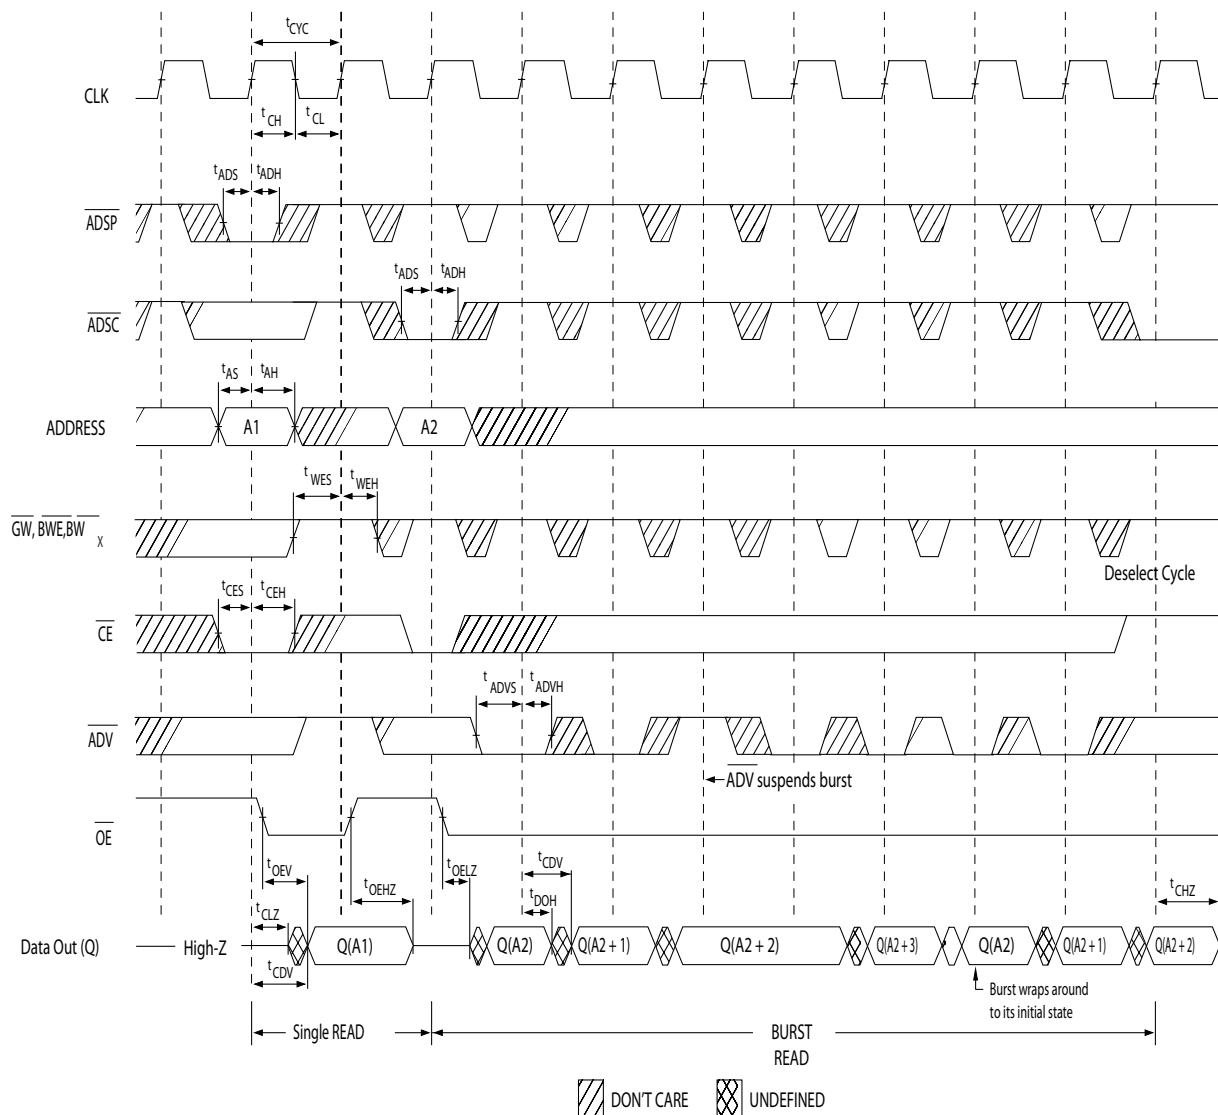 tCYC
CLK
tCH
tCL
tADS
tADH
ADSP
tADS
tADH
ADSC
tAS
tAH
ADDRESS
A1
A2
tWES
tWEH
GW, BWE,BW X
Deselect Cycle
tCES
tCEH
CE
tADVS
tADVH
ADV
ADV suspends burst
OE
tOEV
tOEHZ
tOELZ
tCDV
tDOH
tCHZ
tCLZ
Data Out (Q)
High-Z
Q(A1)
Q(A2)
Q(A2 + 1)
Q(A2 + 2)
Q(A2 + 3)
Q(A2)
Q(A2 + 1)
Q(A2 + 2)
tCDV
Burst wraps around
to its initial state
Single READ
BURST
READ
DON'T CARE
UNDEFINED